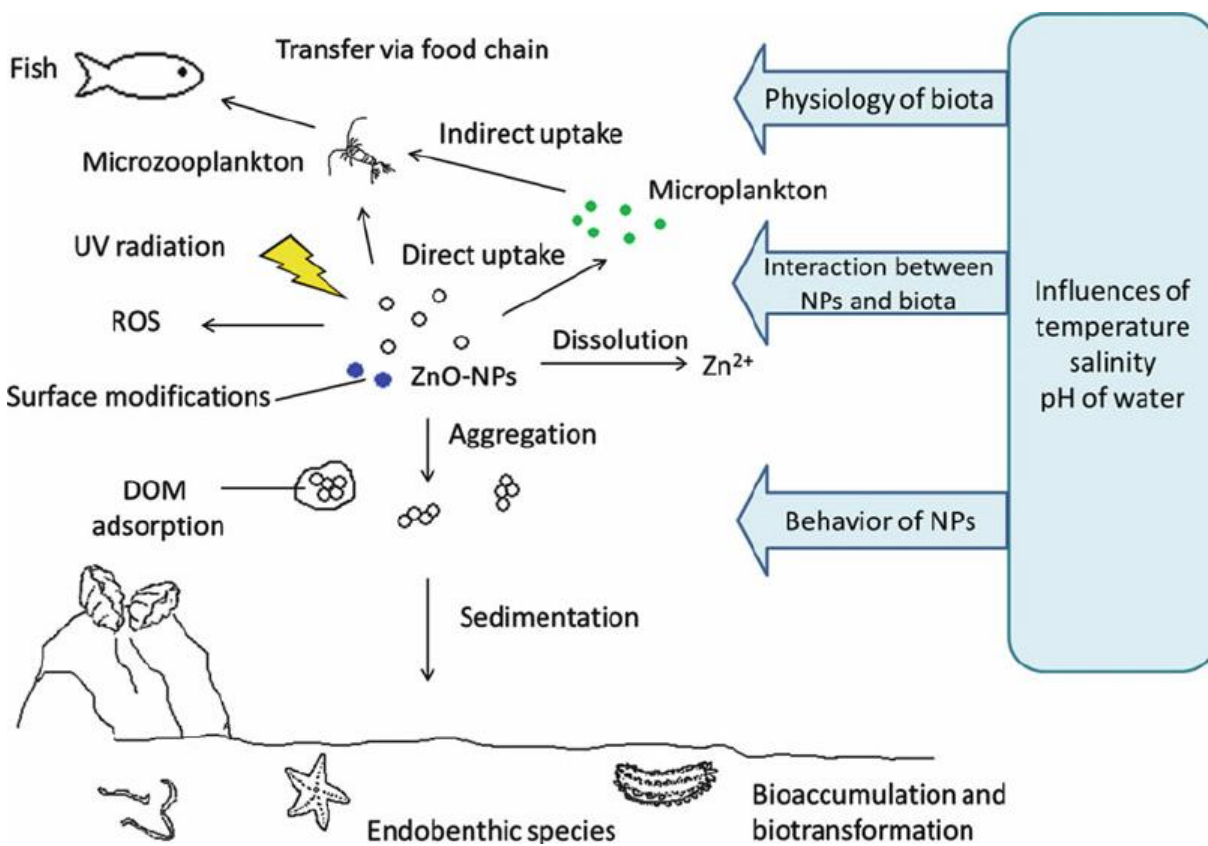 Transfer via food chain
Fish
Physiology of biota
Indirect uptake
Microzooplankton
Microplankton
UV radiation
Direct uptake
Interaction between
NPs and biota
Influences of
temperature
salinity
pH of water
ROS
Dissolution
Zn²⁺
ZnO-NPs
Surface modifications
Aggregation
DOM
adsorption
Behavior of NPs
Sedimentation
Endobenthic species
Bioaccumulation and
biotransformation